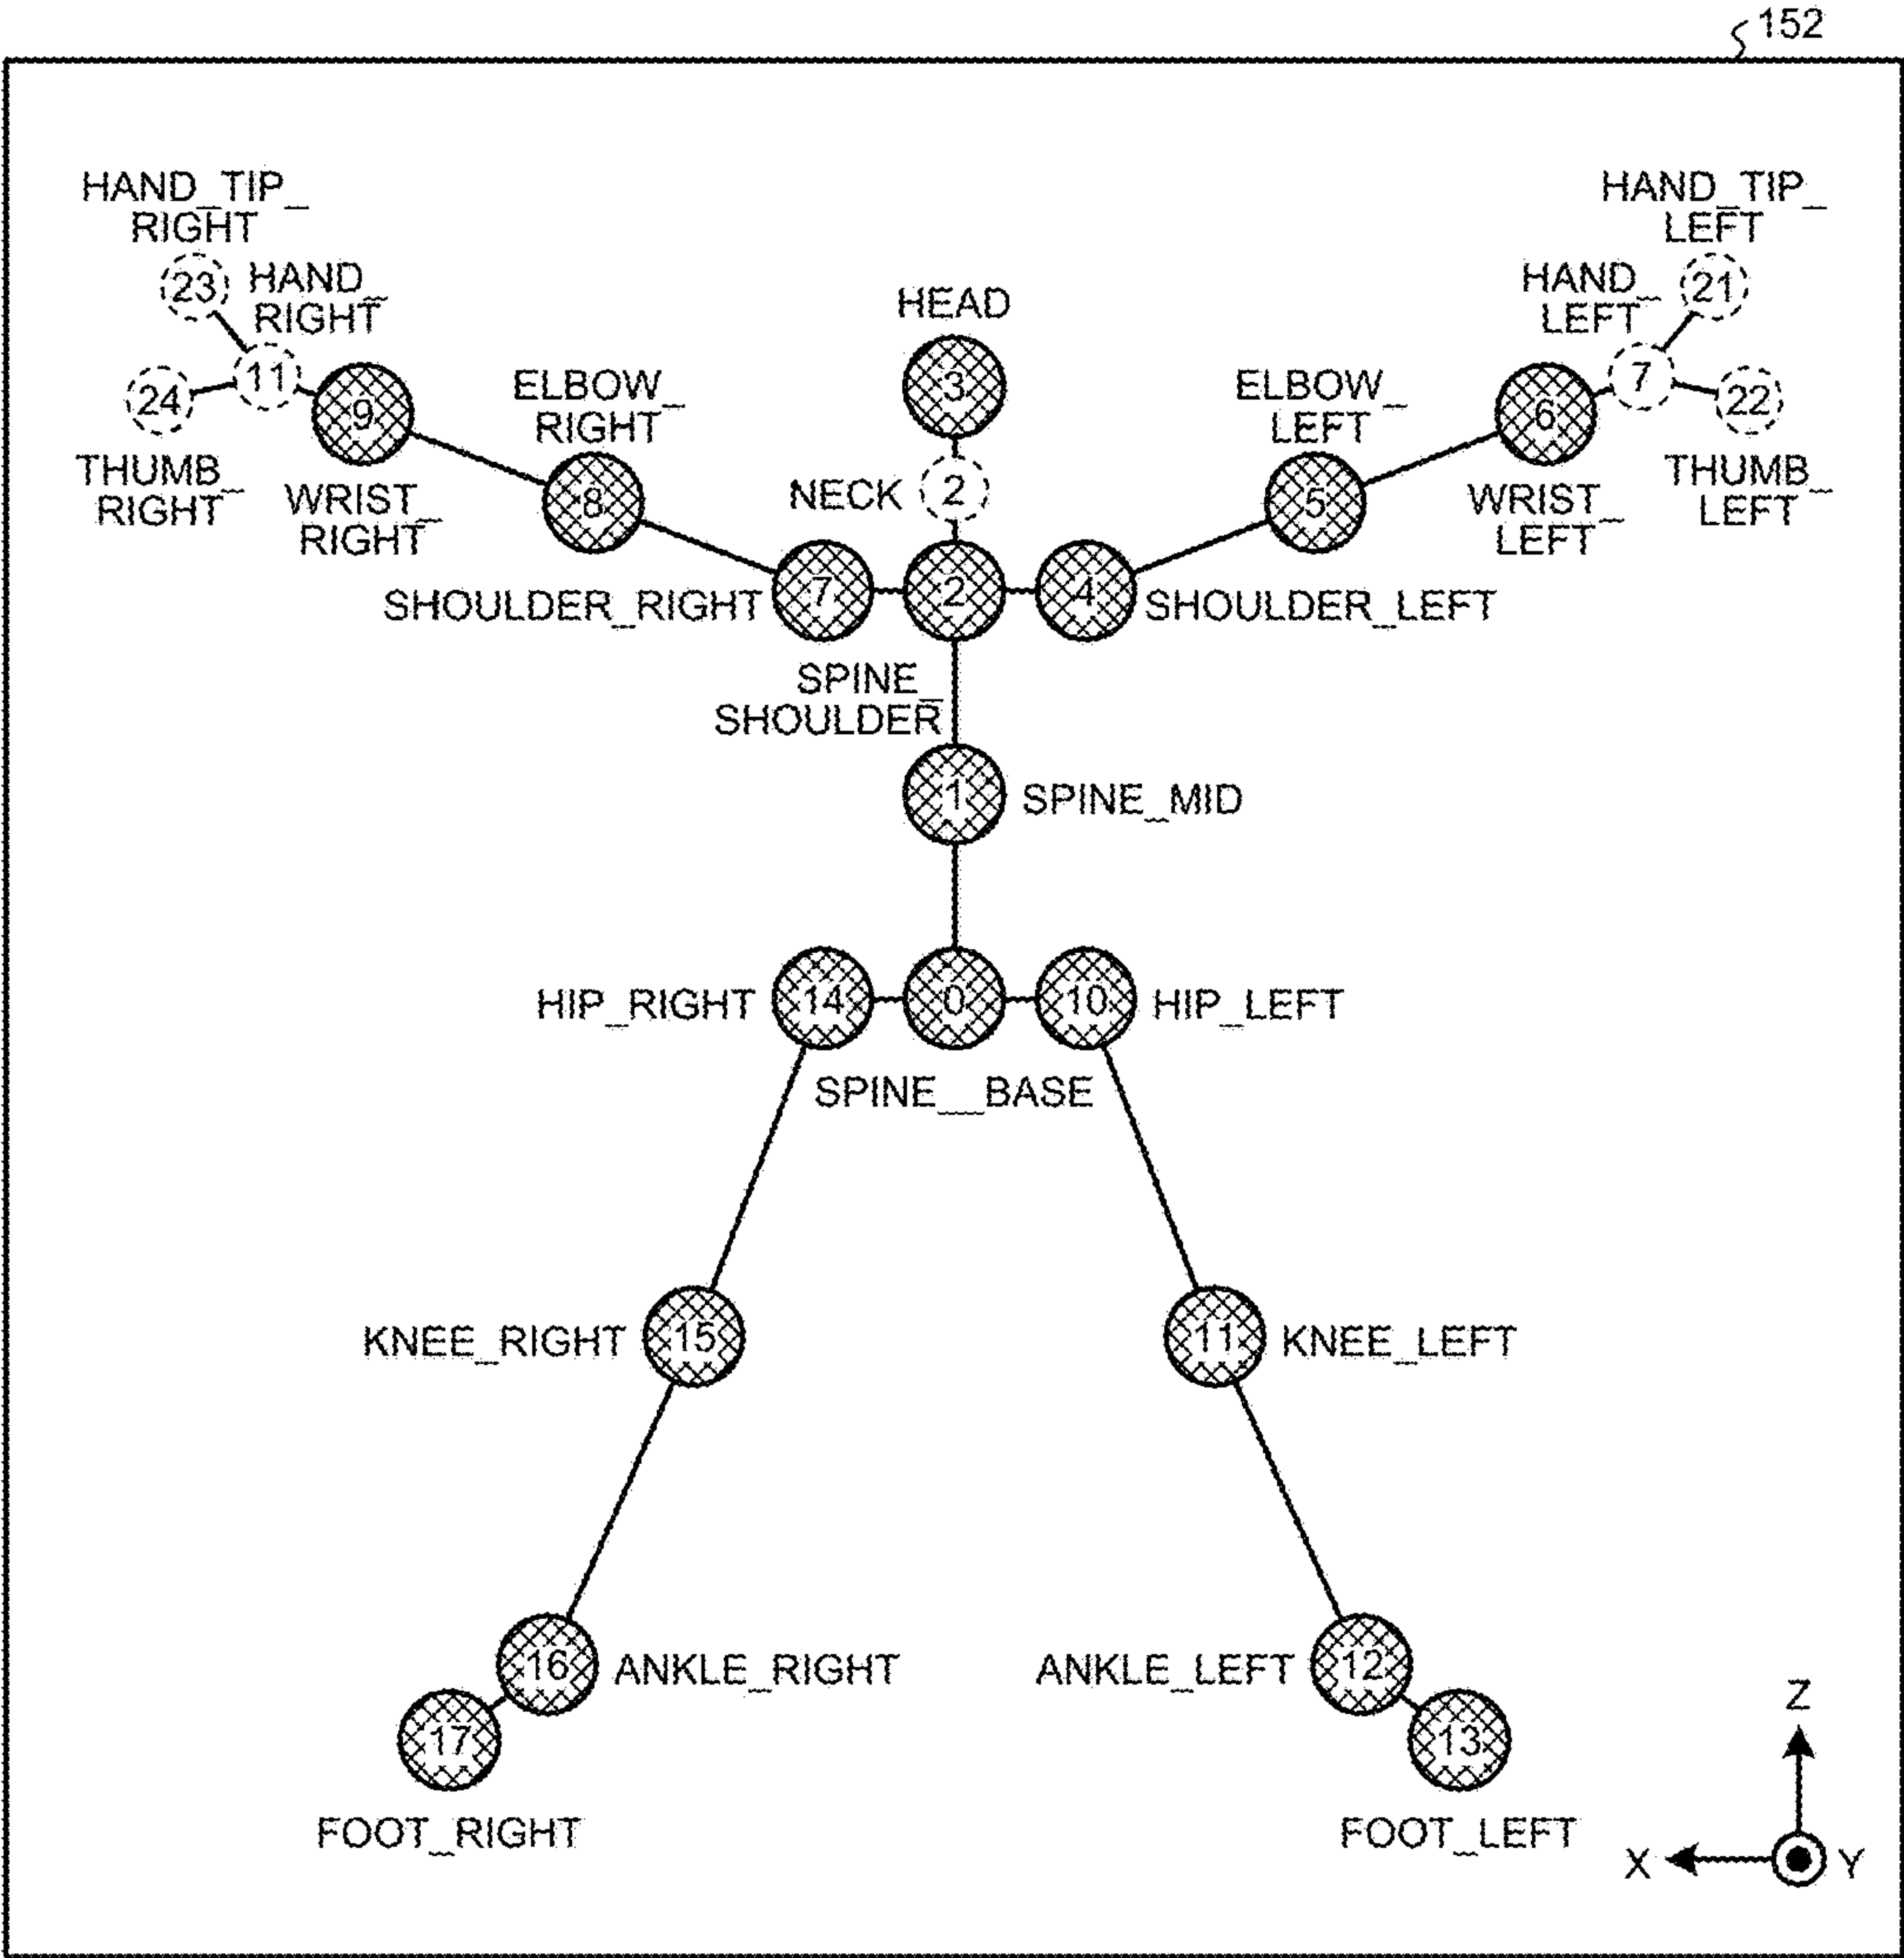 152
HAND_TIP_
RIGHT
HAND_TIP_
LEFT
23
HAND_
RIGHT
HEAD
HAND_
LEFT
21
11
24
9
ELBOW_
RIGHT
3
ELBOW_
LEFT
6
7
22
THUMB_
RIGHT
WRIST_
RIGHT
8
NECK
2
5
WRIST_
LEFT
THUMB_
LEFT
SHOULDER_RIGHT
7
2
4
SHOULDER_LEFT
SPINE_
SHOULDER
1
SPINE_MID
HIP_RIGHT
14
0
10
HIP_LEFT
SPINE__BASE
KNEE_RIGHT
15
11
KNEE_LEFT
16
ANKLE_RIGHT
ANKLE_LEFT
12
17
13
FOOT_RIGHT
FOOT_LEFT
Z
X
Y